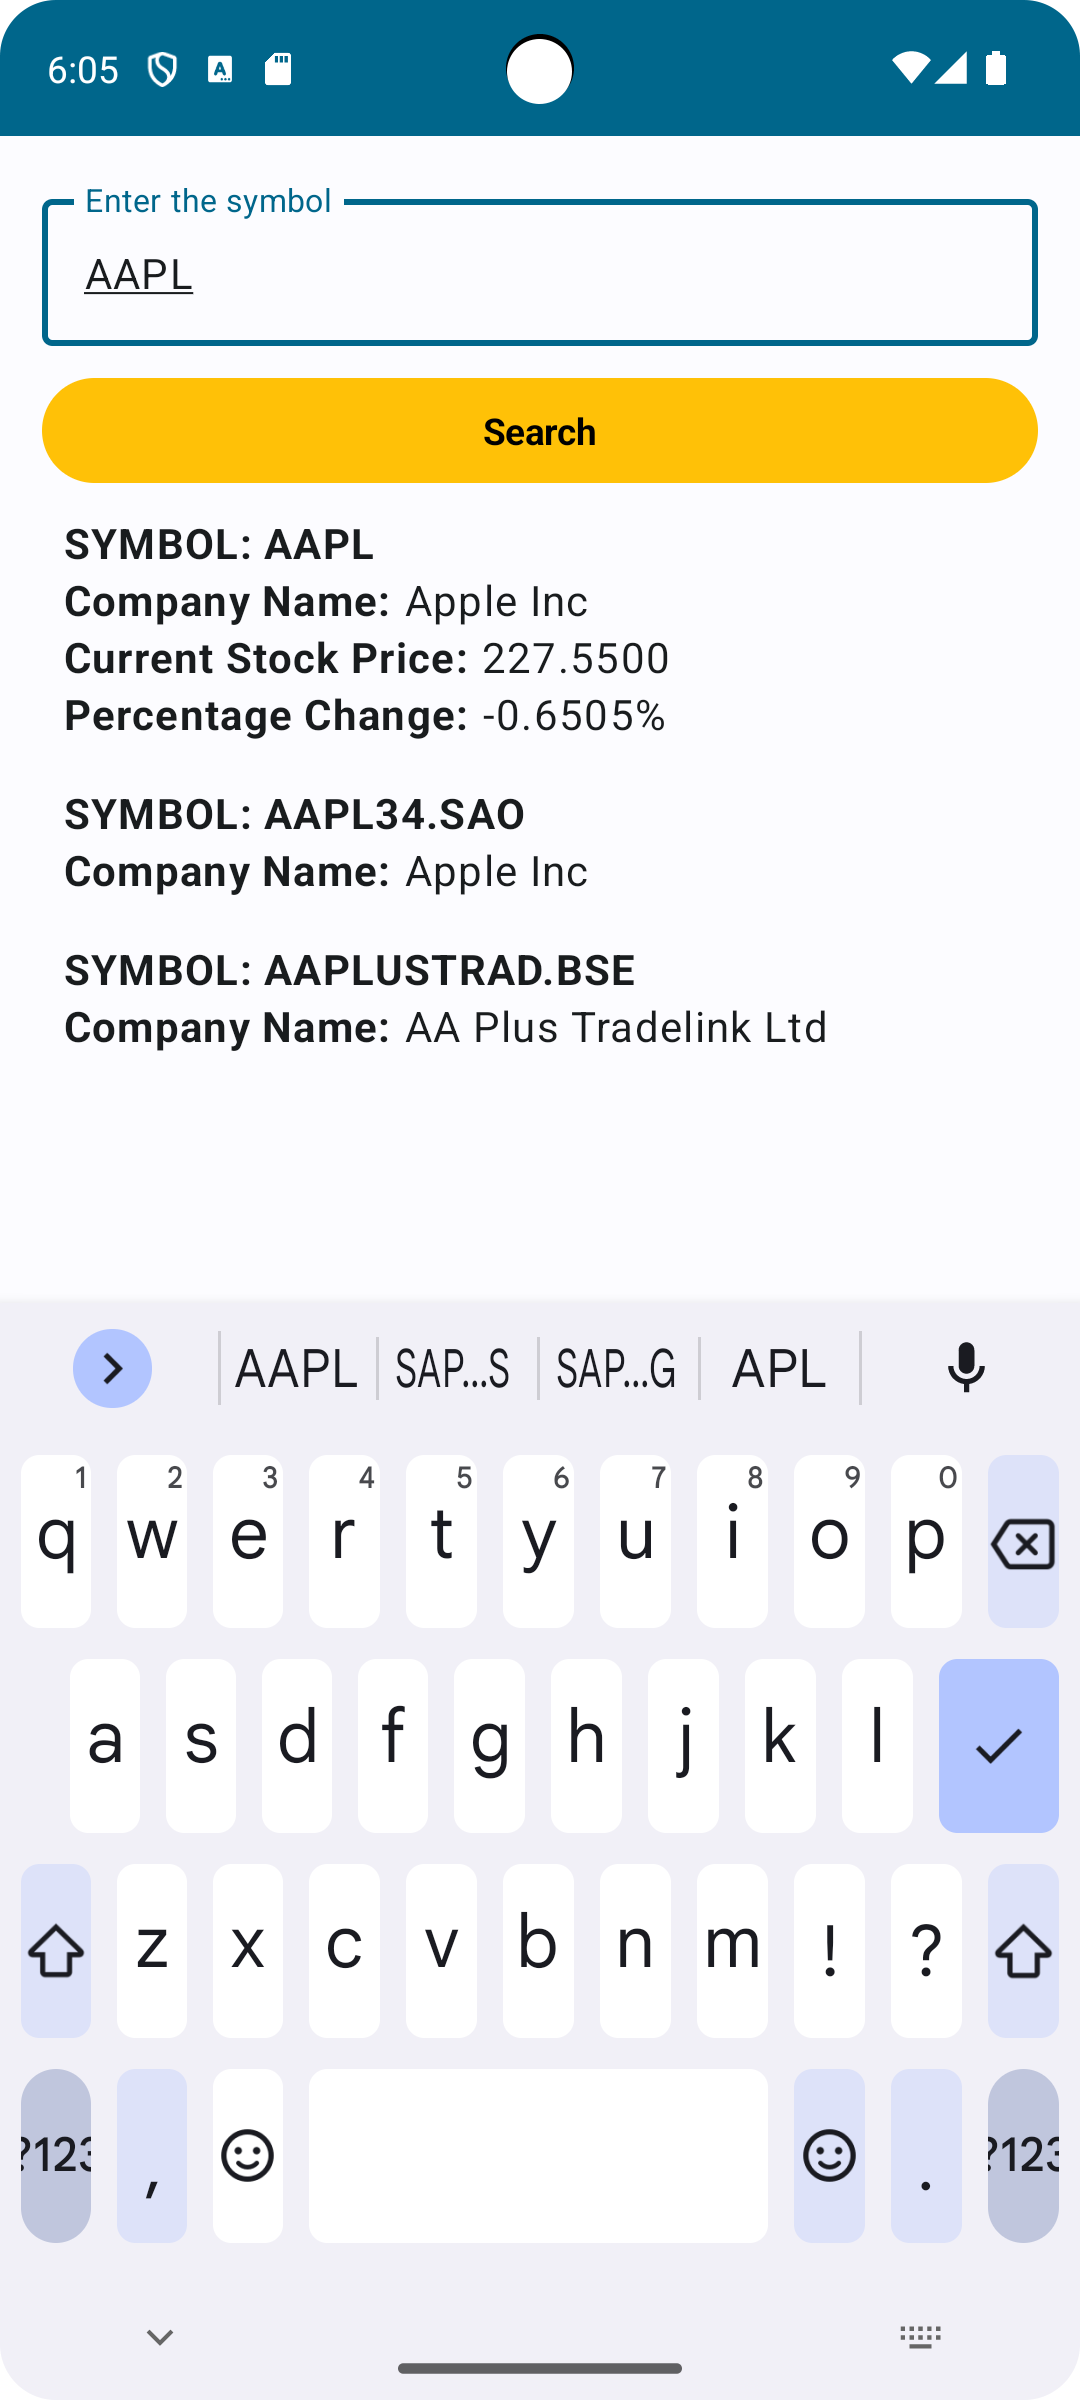 6:05
Enter the symbol
AAPL
Search
SYMBOL: AAPL
Company Name: Apple Inc
Current Stock Price: 227.5500
Percentage Change: -0.6505%
SYMBOL: AAPL34.SAO
Company Name: Apple Inc
SYMBOL: AAPLUSTRAD.BSE
Company Name: AA Plus Tradelink Ltd
AAPL SAP...S SAP...G APL
1 2 3 4 5 6 7 8 9 0
q w e r t y u i o p
a s d f g h j k l
z x c v b n m ! ?
?123 , . ?123